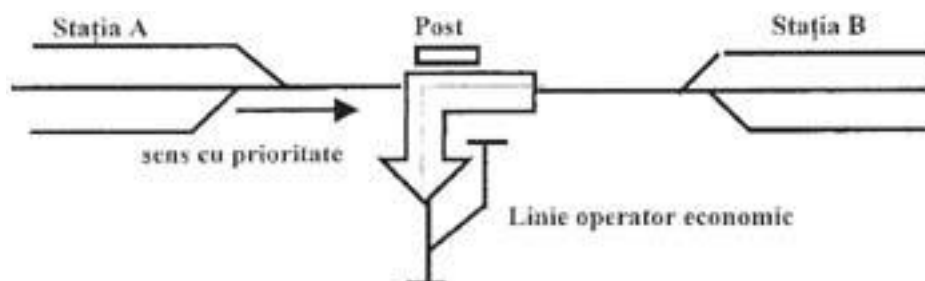 Stația A
Post
Stația B
sens cu prioritate
Linie operator economic